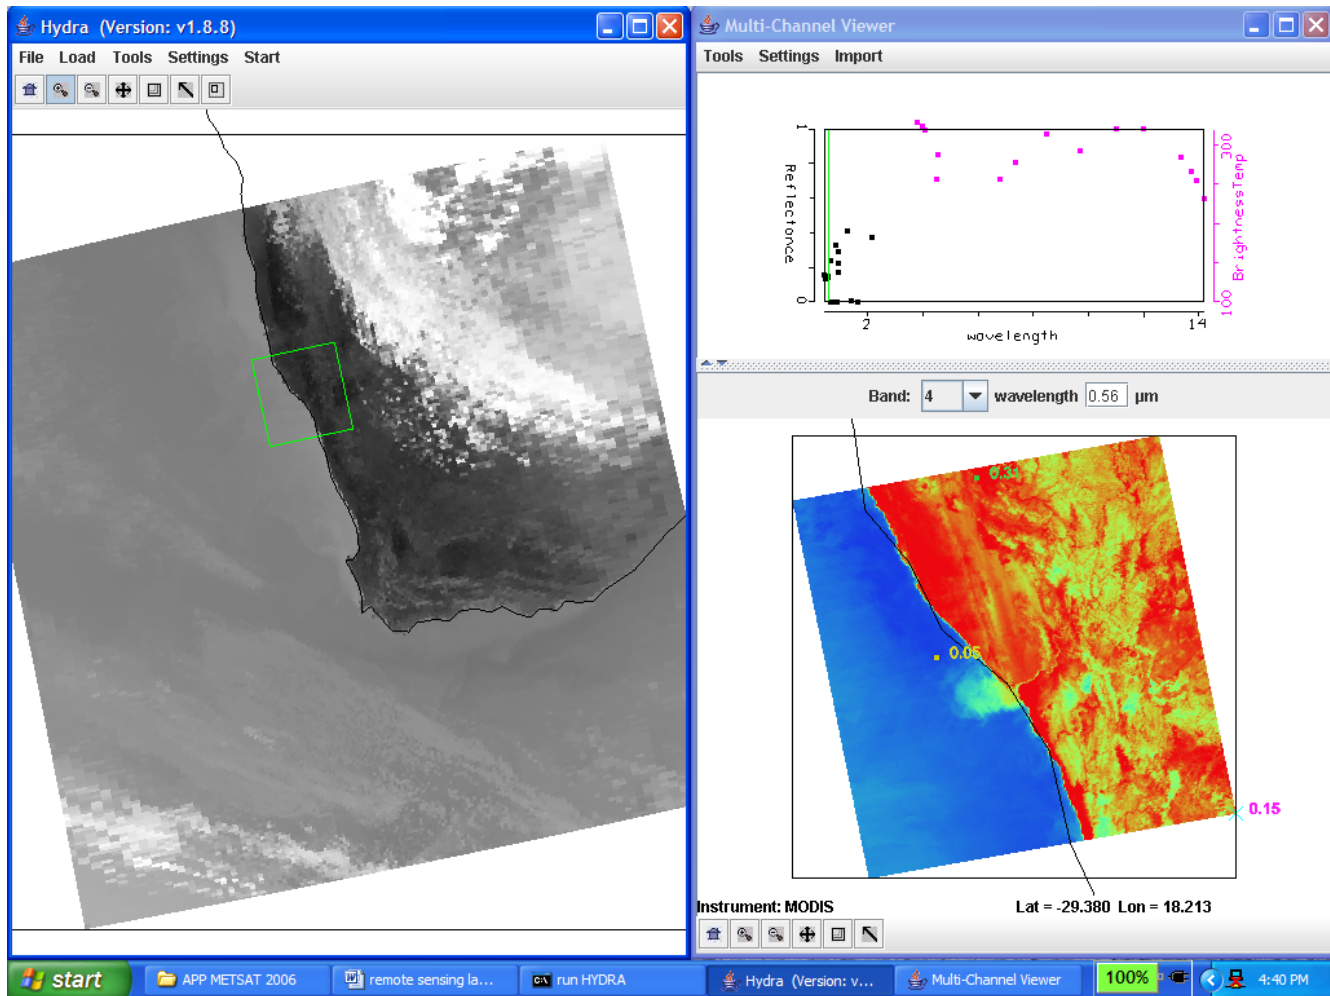 Hydra (Version: v1.8.8)
File Load Tools Settings Start
Multi-Channel Viewer
Tools Settings Import
1
Reflectance
0
2
14
wavelength
300
BrightnessTemp
100
Band: 4 wavelength 0.56 µm
0.31
0.05
0.15
Instrument: MODIS
Lat = -29.380 Lon = 18.213
start
APP METSAT 2006
remote sensing la...
run HYDRA
Hydra (Version: v...
Multi-Channel Viewer
100%
4:40 PM